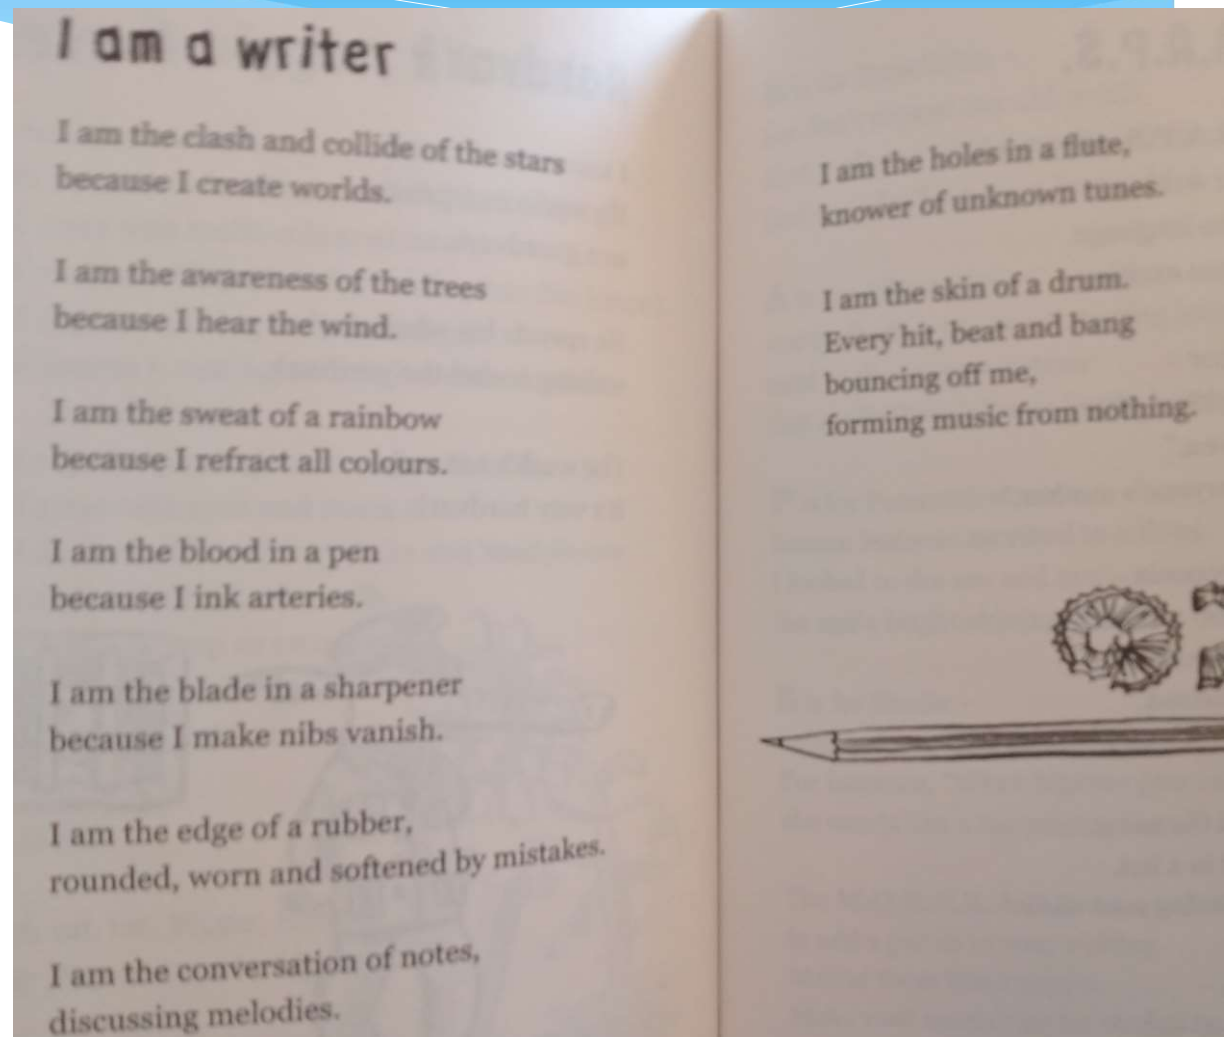 I am a writer
I am the clash and collide of the stars
because I create worlds.
I am the awareness of the trees
because I hear the wind.
I am the sweat of a rainbow
because I refract all colours.
I am the blood in a pen
because I ink arteries.
I am the blade in a sharpener
because I make nibs vanish.
I am the edge of a rubber,
rounded, worn and softened by mistakes.
I am the conversation of notes,
discussing melodies.
I am the holes in a flute,
knower of unknown tunes.
I am the skin of a drum.
Every hit, beat and bang
bouncing off me,
forming music from nothing.